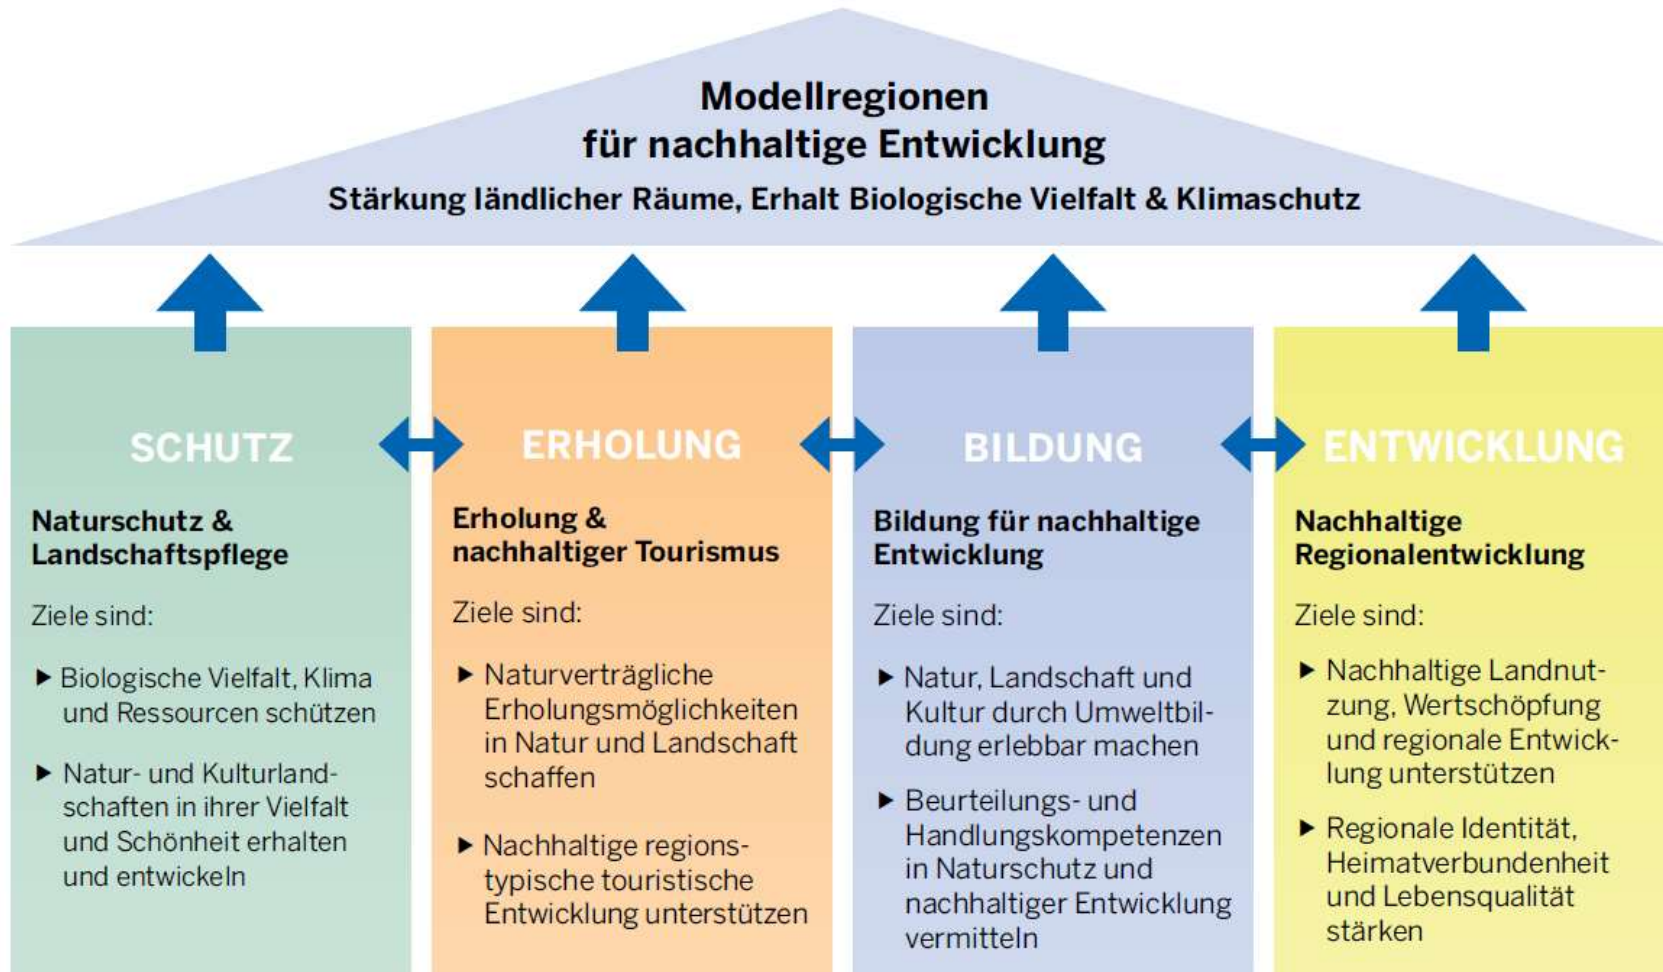 Modellregionen
für nachhaltige Entwicklung
Stärkung ländlicher Räume, Erhalt Biologische Vielfalt & Klimaschutz
SCHUTZ
Naturschutz &
Landschaftspflege
Ziele sind:
▶ Biologische Vielfalt, Klima
und Ressourcen schützen
▶ Natur- und Kulturland-
schaften in ihrer Vielfalt
und Schönheit erhalten
und entwickeln
ERHOLUNG
Erholung &
nachhaltiger Tourismus
Ziele sind:
▶ Naturverträgliche
Erholungsmöglichkeiten
in Natur und Landschaft
schaffen
▶ Nachhaltige regions-
typische touristische
Entwicklung unterstützen
BILDUNG
Bildung für nachhaltige
Entwicklung
Ziele sind:
▶ Natur, Landschaft und
Kultur durch Umweltbil-
dung erlebbar machen
▶ Beurteilungs- und
Handlungskompetenzen
in Naturschutz und
nachhaltiger Entwicklung
vermitteln
ENTWICKLUNG
Nachhaltige
Regionalentwicklung
Ziele sind:
▶ Nachhaltige Landnut-
zung, Wertschöpfung
und regionale Entwick-
lung unterstützen
▶ Regionale Identität,
Heimatverbundenheit
und Lebensqualität
stärken